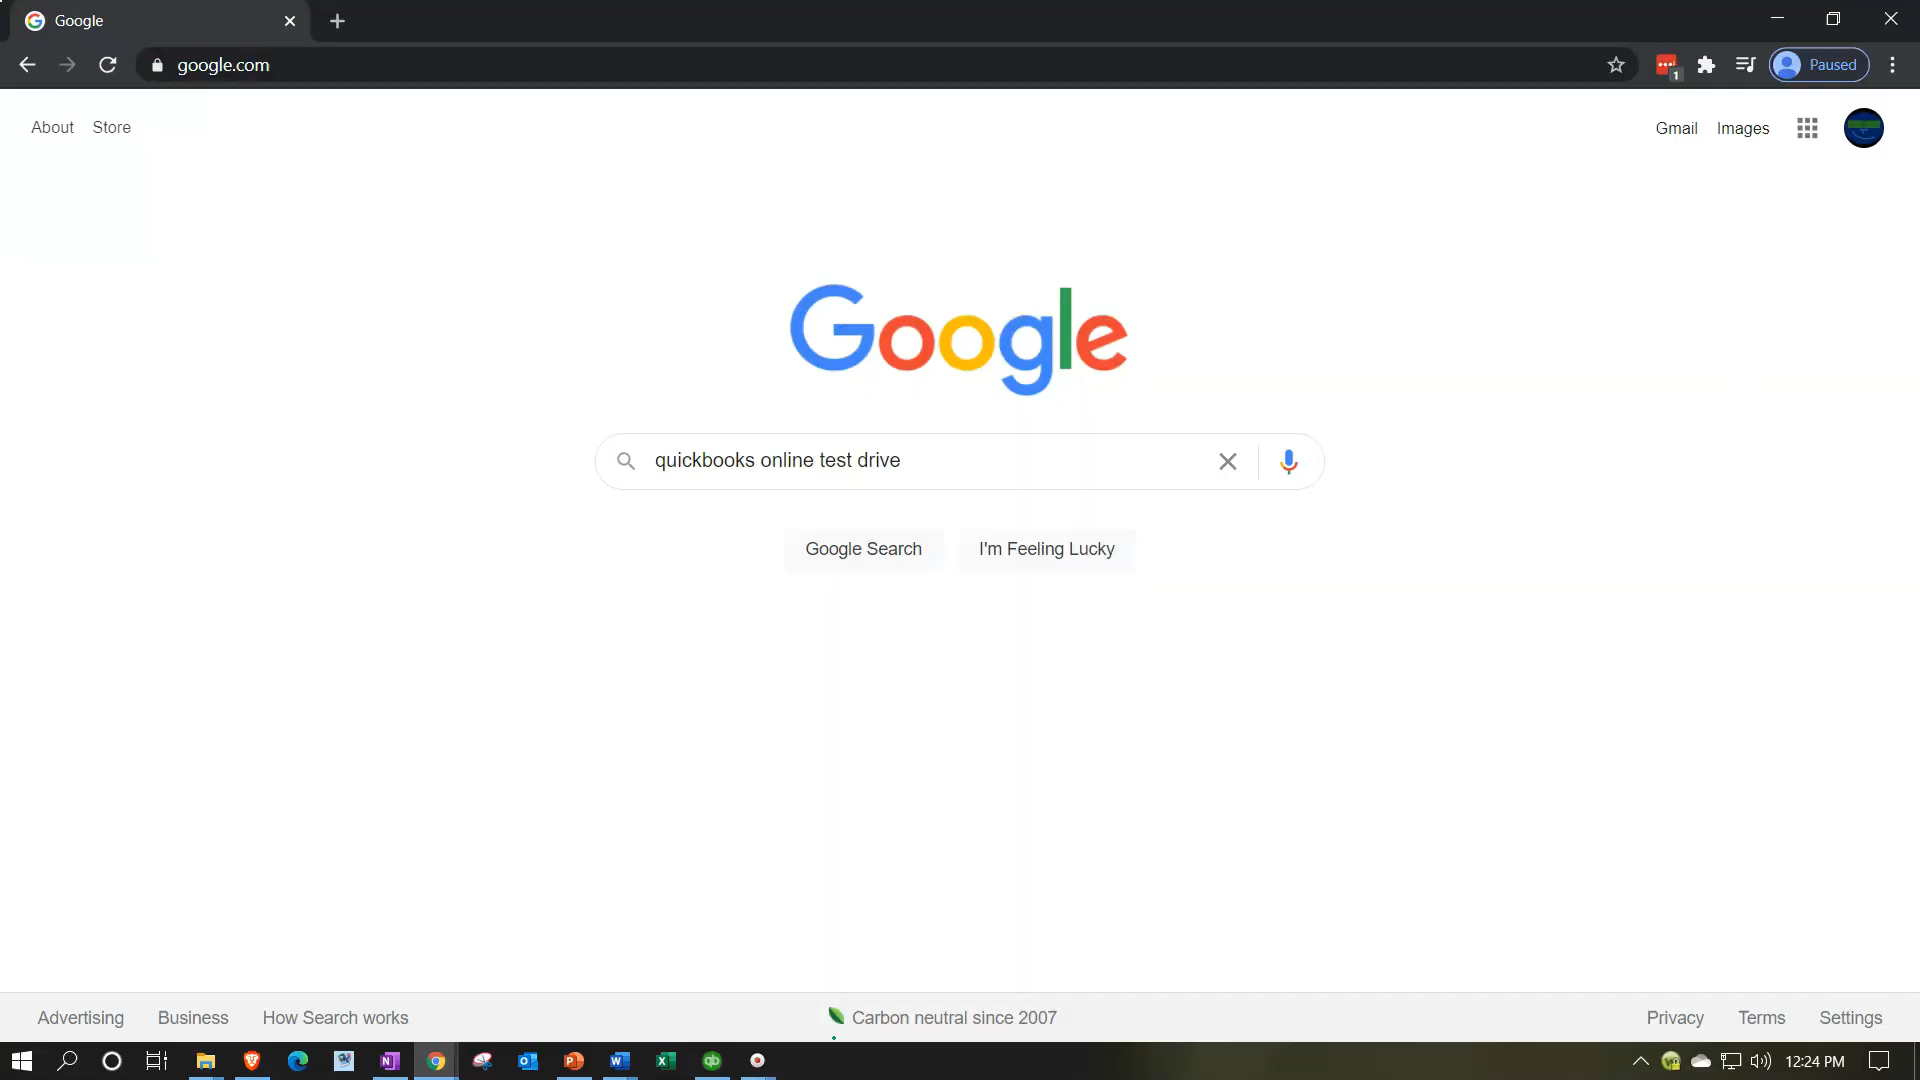 Google
google.com
Paused
1
About Store
Gmail Images
Google
quickbooks online test drive
Google Search I'm Feeling Lucky
Advertising Business How Search works
Carbon neutral since 2007
Privacy Terms Settings
12:24 PM